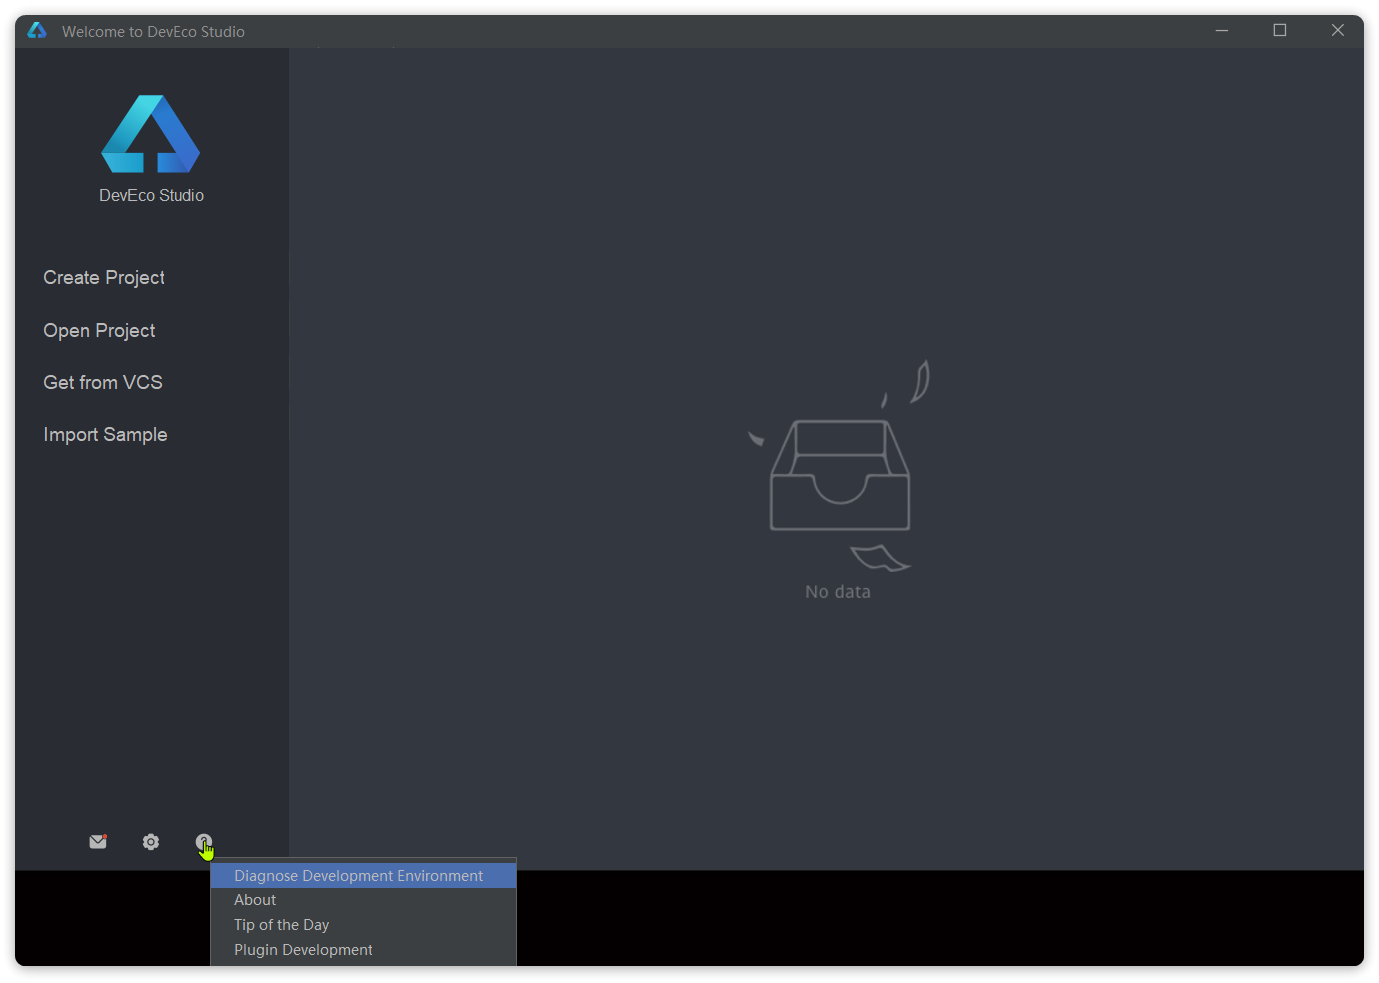 Welcome to DevEco Studio
DevEco Studio
Create Project
Open Project
Get from VCS
Import Sample
No data
Diagnose Development Environment
About
Tip of the Day
Plugin Development